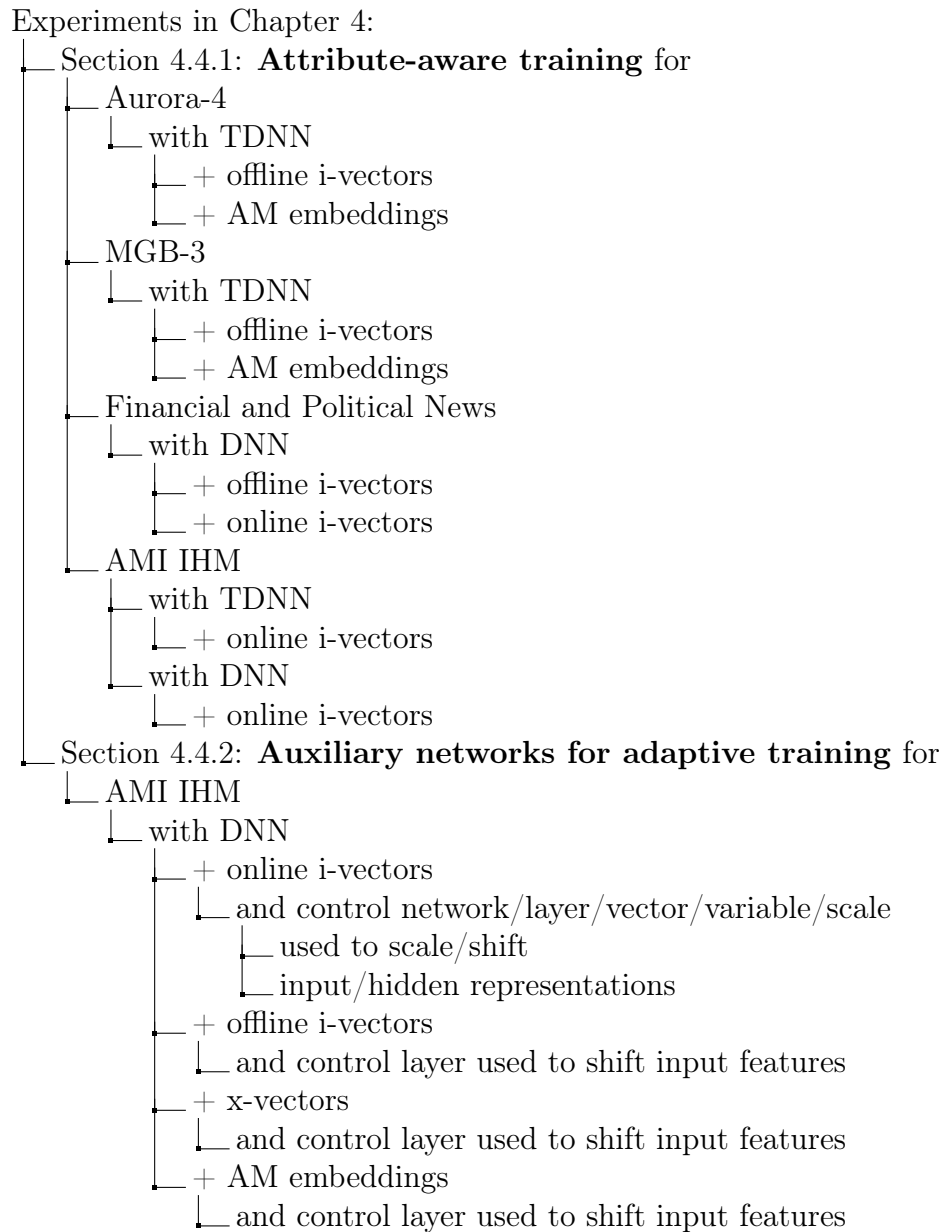 Experiments in Chapter 4:
Section 4.4.1: Attribute-aware training for
Aurora-4
with TDNN
+ offline i-vectors
+ AM embeddings
MGB-3
with TDNN
+ offline i-vectors
+ AM embeddings
Financial and Political News
with DNN
+ offline i-vectors
+ online i-vectors
AMI IHM
with TDNN
+ online i-vectors
with DNN
+ online i-vectors
Section 4.4.2: Auxiliary networks for adaptive training for
AMI IHM
with DNN
+ online i-vectors
and control network/layer/vector/variable/scale
used to scale/shift
input/hidden representations
+ offline i-vectors
and control layer used to shift input features
+ x-vectors
and control layer used to shift input features
+ AM embeddings
and control layer used to shift input features